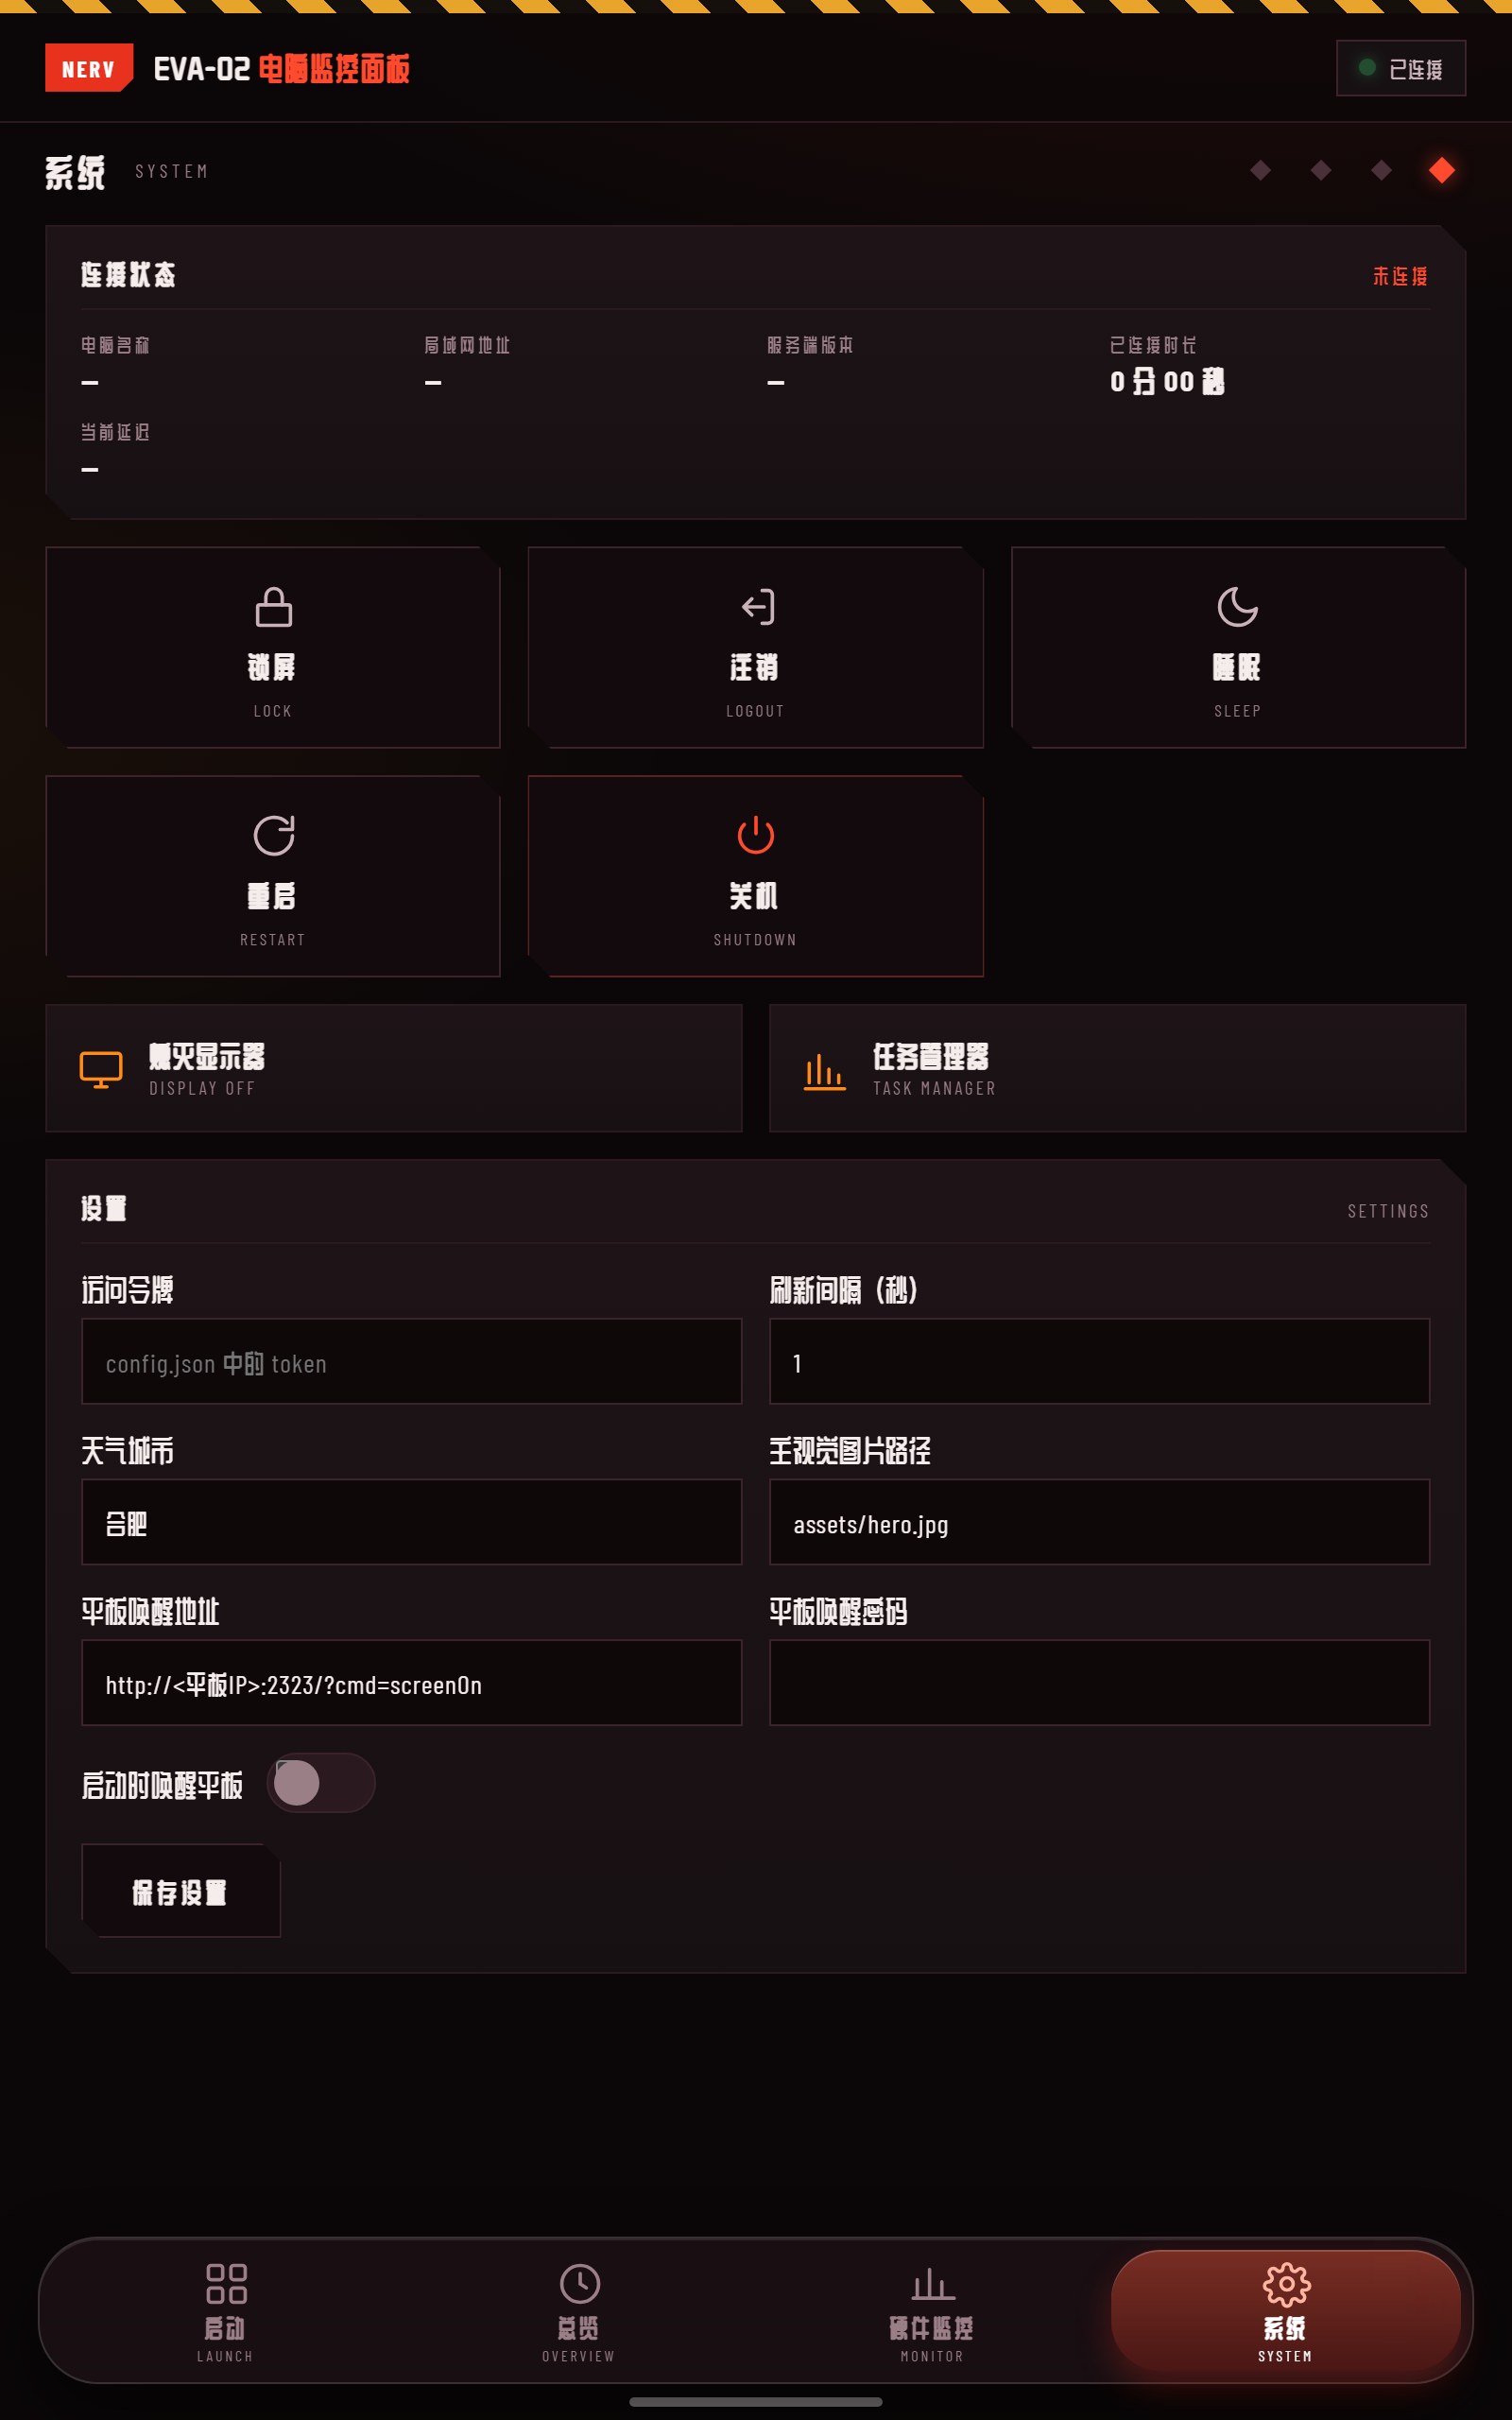 NERV EVA-02 电脑监控面板 已连接
系统 SYSTEM
连接状态 未连接
电脑名称 局域网地址 服务端版本 已连接时长
— — — 0 分 00 秒
当前延迟
—
锁屏 注销 睡眠
LOCK LOGOUT SLEEP
重启 关机
RESTART SHUTDOWN
熄灭显示器 任务管理器
DISPLAY OFF TASK MANAGER
设置 SETTINGS
访问令牌 刷新间隔（秒）
config.json 中的 token 1
天气城市 主视觉图片路径
合肥 assets/hero.jpg
平板唤醒地址 平板唤醒密码
http://<平板IP>:2323/?cmd=screenOn
启动时唤醒平板
保存设置
启动 总览 硬件监控 系统
LAUNCH OVERVIEW MONITOR SYSTEM